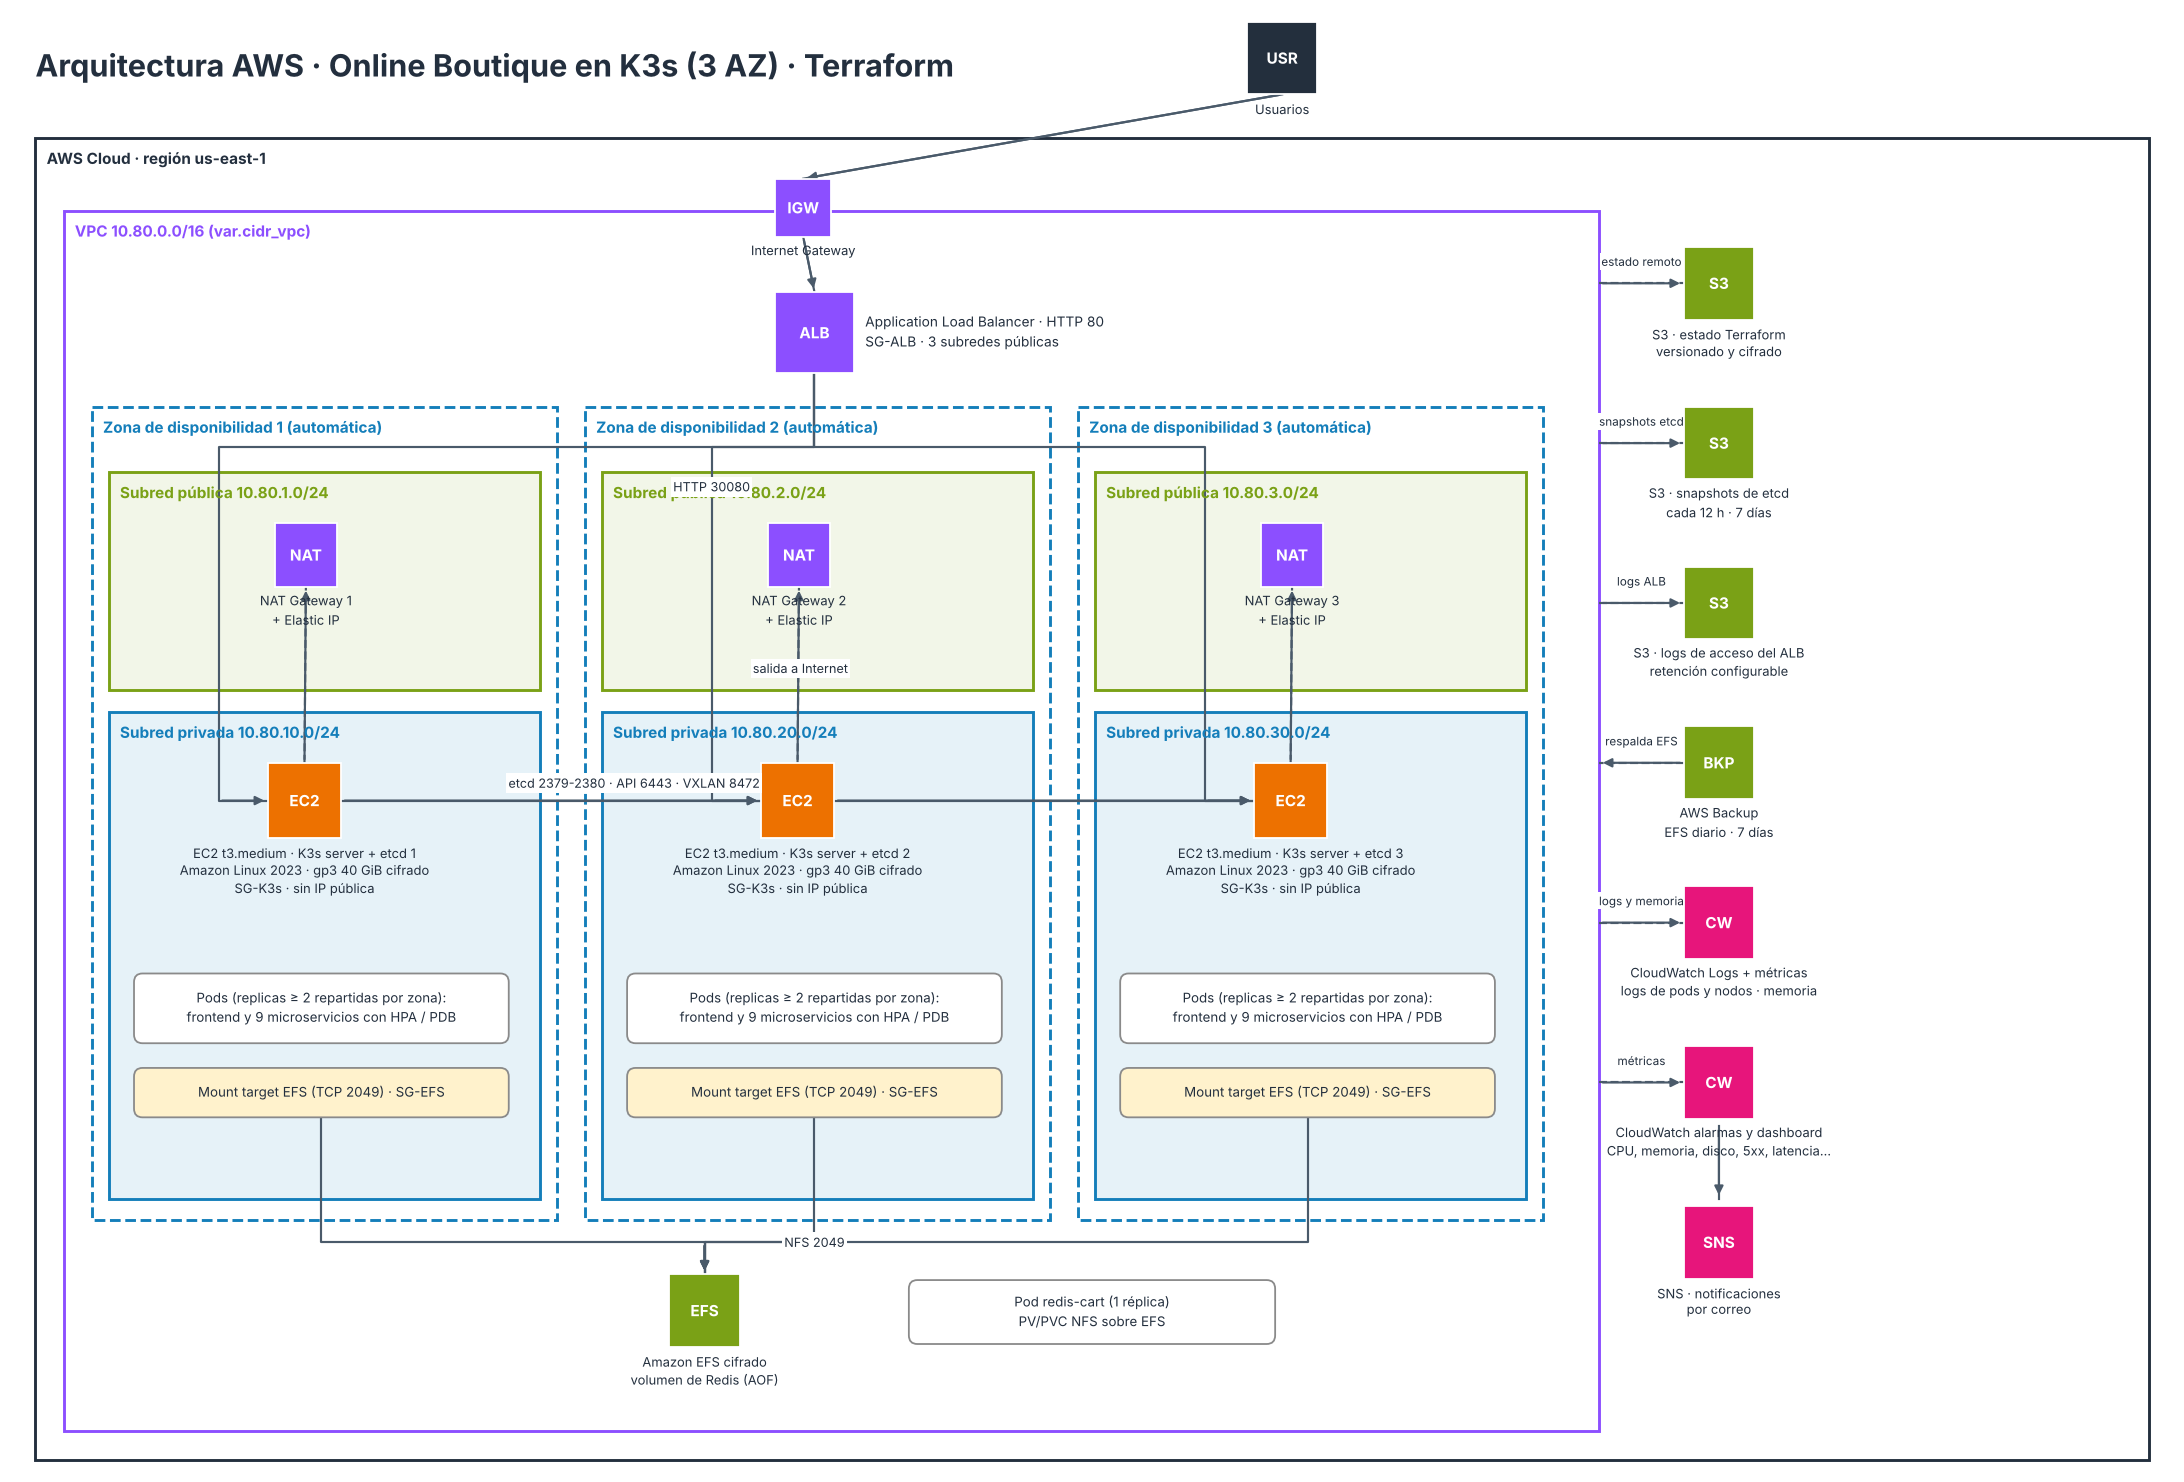 Arquitectura AWS · Online Boutique en K3s (3 AZ) · Terraform
USR
Usuarios
AWS Cloud · región us-east-1
IGW
Internet Gateway
VPC 10.80.0.0/16 (var.cidr_vpc)
ALB
Application Load Balancer · HTTP 80
SG-ALB · 3 subredes públicas
Zona de disponibilidad 1 (automática)
Subred pública 10.80.1.0/24
NAT
NAT Gateway 1
+ Elastic IP
Subred privada 10.80.10.0/24
EC2
EC2 t3.medium · K3s server + etcd 1
Amazon Linux 2023 · gp3 40 GiB cifrado
SG-K3s · sin IP pública
Pods (replicas ≥ 2 repartidas por zona):
frontend y 9 microservicios con HPA / PDB
Mount target EFS (TCP 2049) · SG-EFS
etcd 2379-2380 · API 6443 · VXLAN 8472
Zona de disponibilidad 2 (automática)
HTTP 30080
Subred pública 10.80.2.0/24
NAT
NAT Gateway 2
+ Elastic IP
salida a Internet
Subred privada 10.80.20.0/24
EC2
EC2 t3.medium · K3s server + etcd 2
Amazon Linux 2023 · gp3 40 GiB cifrado
SG-K3s · sin IP pública
Pods (replicas ≥ 2 repartidas por zona):
frontend y 9 microservicios con HPA / PDB
Mount target EFS (TCP 2049) · SG-EFS
Zona de disponibilidad 3 (automática)
Subred pública 10.80.3.0/24
NAT
NAT Gateway 3
+ Elastic IP
Subred privada 10.80.30.0/24
EC2
EC2 t3.medium · K3s server + etcd 3
Amazon Linux 2023 · gp3 40 GiB cifrado
SG-K3s · sin IP pública
Pods (replicas ≥ 2 repartidas por zona):
frontend y 9 microservicios con HPA / PDB
Mount target EFS (TCP 2049) · SG-EFS
NFS 2049
EFS
Amazon EFS cifrado
volumen de Redis (AOF)
Pod redis-cart (1 réplica)
PV/PVC NFS sobre EFS
estado remoto
S3
S3 · estado Terraform
versionado y cifrado
snapshots etcd
S3
S3 · snapshots de etcd
cada 12 h · 7 días
logs ALB
S3
S3 · logs de acceso del ALB
retención configurable
respalda EFS
BKP
AWS Backup
EFS diario · 7 días
logs y memoria
CW
CloudWatch Logs + métricas
logs de pods y nodos · memoria
métricas
CW
CloudWatch alarmas y dashboard
CPU, memoria, disco, 5xx, latencia...
SNS
SNS · notificaciones
por correo